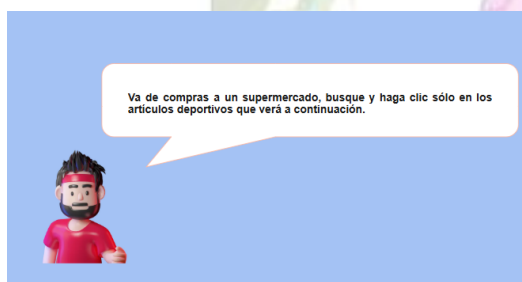 Va de compras a un supermercado, busque y haga clic sólo en los
artículos deportivos que verá a continuación.